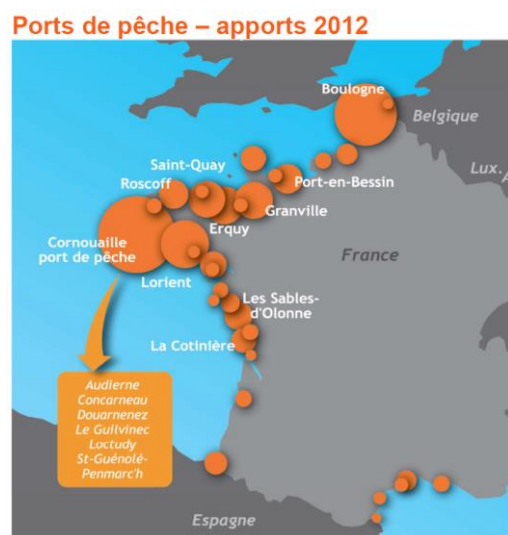 Ports de pêche – apports 2012
Boulogne
Belgique
Lux.
Saint-Quay
Roscoff
Port-en-Bessin
Granville
Erquy
Cornouaille
port de pêche
France
Lorient
Les Sables-
d'Olonne
La Cotinière
Audierne
Concarneau
Douarnenez
Le Guilvinec
Loctudy
St-Guénolé-
Penmarc'h
Espagne